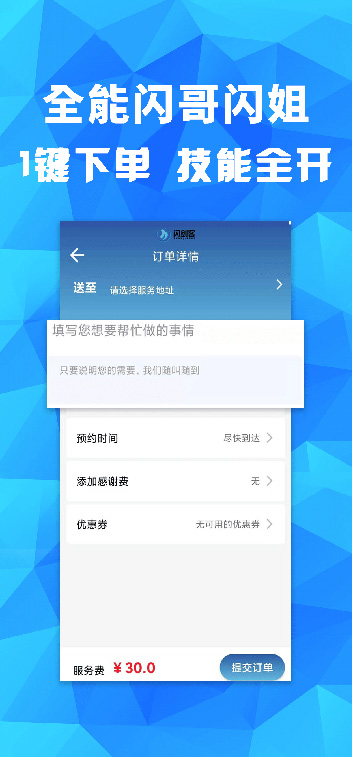 全能闪哥闪姐
1键下单 技能全开
闪剑客
订单详情
送至 请选择服务地址
填写您想要帮忙做的事情
只要说明您的需要，我们随叫随到
预约时间 尽快到达
添加感谢费 无
优惠券 无可用的优惠券
服务费 ¥ 30.0 提交订单